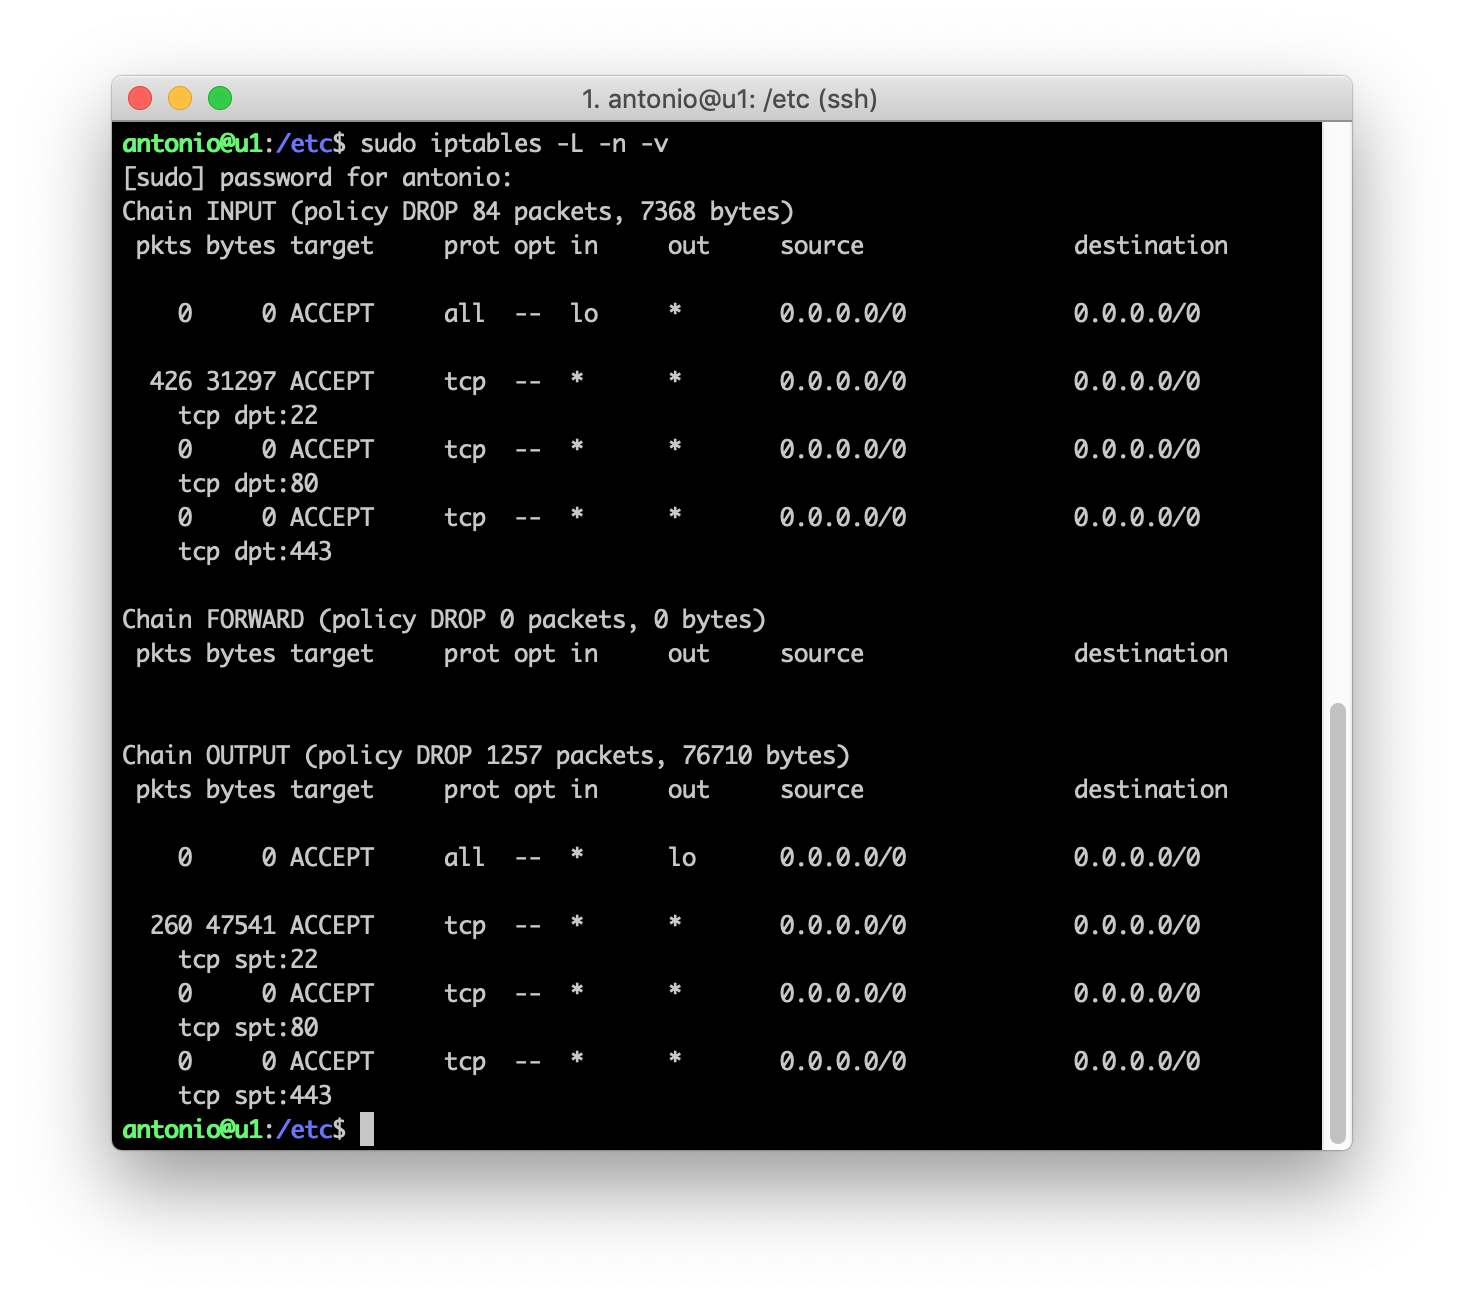 1. antonio@u1: /etc (ssh)
antonio@u1:/etc$ sudo iptables -L -n -v
[sudo] password for antonio:
Chain INPUT (policy DROP 84 packets, 7368 bytes)
 pkts bytes target     prot opt in     out     source               destination
    0     0 ACCEPT     all  --  lo     *       0.0.0.0/0            0.0.0.0/0
  426 31297 ACCEPT     tcp  --  *      *       0.0.0.0/0            0.0.0.0/0
    tcp dpt:22
    0     0 ACCEPT     tcp  --  *      *       0.0.0.0/0            0.0.0.0/0
    tcp dpt:80
    0     0 ACCEPT     tcp  --  *      *       0.0.0.0/0            0.0.0.0/0
    tcp dpt:443
Chain FORWARD (policy DROP 0 packets, 0 bytes)
 pkts bytes target     prot opt in     out     source               destination
Chain OUTPUT (policy DROP 1257 packets, 76710 bytes)
 pkts bytes target     prot opt in     out     source               destination
    0     0 ACCEPT     all  --  *      lo      0.0.0.0/0            0.0.0.0/0
  260 47541 ACCEPT     tcp  --  *      *       0.0.0.0/0            0.0.0.0/0
    tcp spt:22
    0     0 ACCEPT     tcp  --  *      *       0.0.0.0/0            0.0.0.0/0
    tcp spt:80
    0     0 ACCEPT     tcp  --  *      *       0.0.0.0/0            0.0.0.0/0
    tcp spt:443
antonio@u1:/etc$